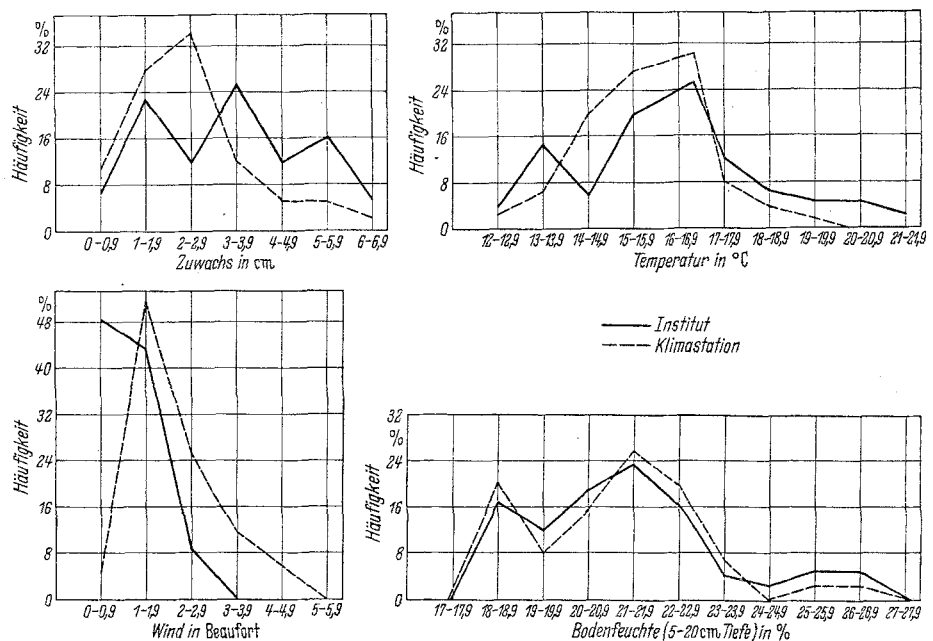 %
32
24
16
8
0
Häufigkeit
0-0,9 1-1,9 2-2,9 3-3,9 4-4,9 5-5,9 6-6,9
Zuwachs in cm
%
32
24
16
8
0
Häufigkeit
12-12,9 13-13,9 14-14,9 15-15,9 16-16,9 17-17,9 18-18,9 19-19,9 20-20,9 21-21,9
Temperatur in °C
%
48
40
32
24
16
8
0
Häufigkeit
0-0,9 1-1,9 2-2,9 3-3,9 4-4,9 5-5,9
Wind in Beaufort
Institut
Klimastation
32
%
24
16
8
0
Häufigkeit
17-17,9 18-18,9 19-19,9 20-20,9 21-21,9 22-22,9 23-23,9 24-24,9 25-25,9 26-26,9 27-27,9
Bodenfeuchte (5-20cm Tiefe) in %